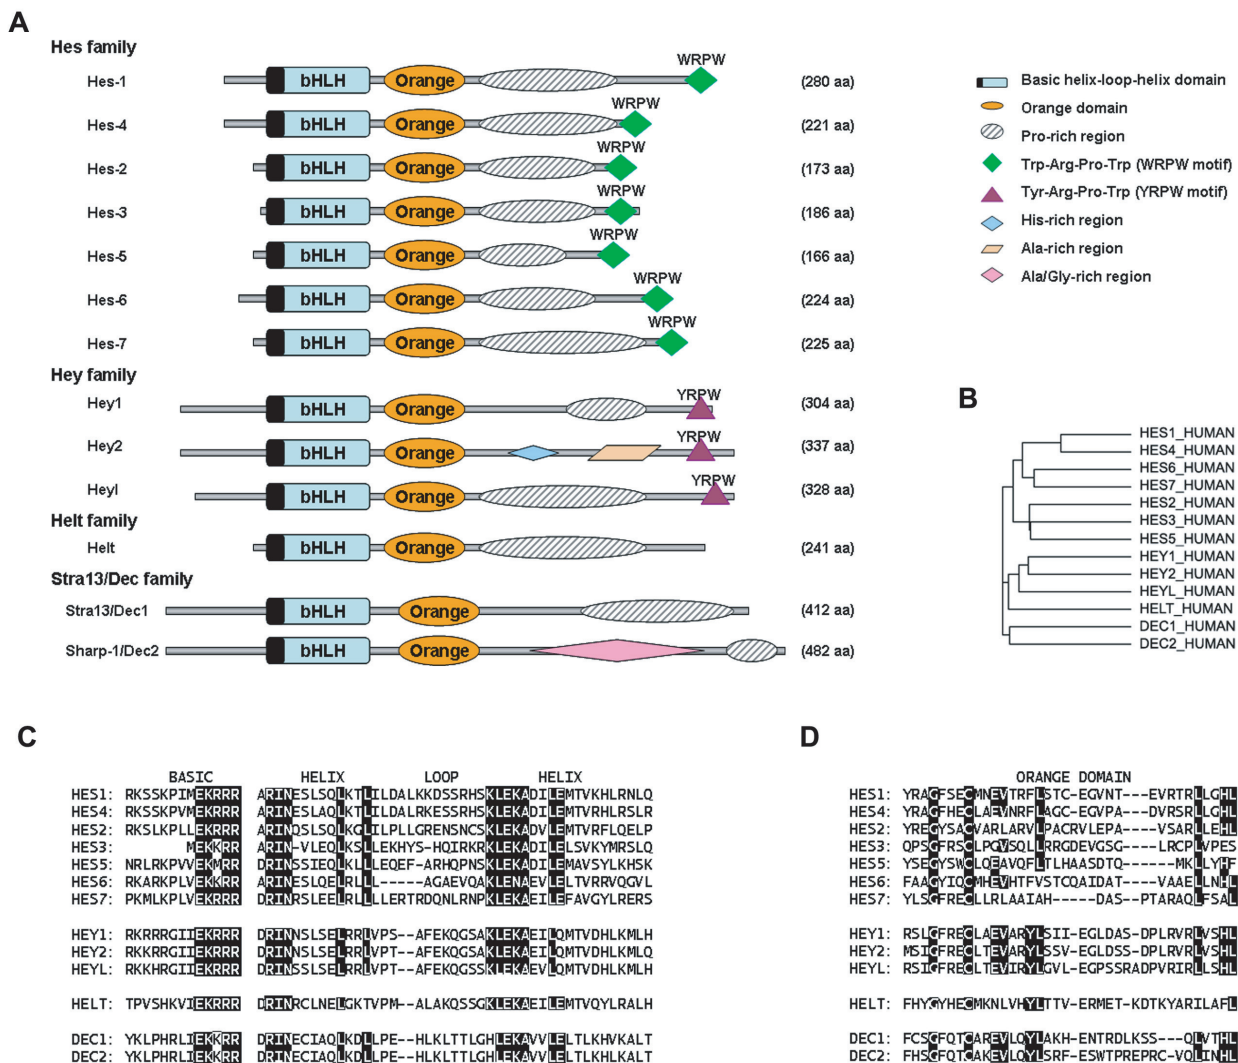 A
Hes family
Hes-1 bHLH Orange WRPW (280 aa)
Hes-4 bHLH Orange WRPW (221 aa)
Hes-2 bHLH Orange WRPW (173 aa)
Hes-3 bHLH Orange WRPW (186 aa)
Hes-5 bHLH Orange WRPW (166 aa)
Hes-6 bHLH Orange WRPW (224 aa)
Hes-7 bHLH Orange WRPW (225 aa)
Hey family
Hey1 bHLH Orange YRPW (304 aa)
Hey2 bHLH Orange YRPW (337 aa)
Heyl bHLH Orange YRPW (328 aa)
Helt family
Helt bHLH Orange (241 aa)
Stra13/Dec family
Stra13/Dec1 bHLH Orange (412 aa)
Sharp-1/Dec2 bHLH Orange (482 aa)
Basic helix-loop-helix domain
Orange domain
Pro-rich region
Trp-Arg-Pro-Trp (WRPW motif)
Tyr-Arg-Pro-Trp (YRPW motif)
His-rich region
Ala-rich region
Ala/Gly-rich region
B
HES1_HUMAN
HES4_HUMAN
HES6_HUMAN
HES7_HUMAN
HES2_HUMAN
HES3_HUMAN
HES5_HUMAN
HEY1_HUMAN
HEY2_HUMAN
HEYL_HUMAN
HELT_HUMAN
DEC1_HUMAN
DEC2_HUMAN
C
BASIC HELIX LOOP HELIX
HES1: RKSSKPIMEKRRR ARINESLSQLKTLILDALKKDSSRHSKLEKADILEMTVKHLRNLQ
HES4: RKSSKPVMEKRRR ARINESLAQLKTLILDALRKESSRHSKLEKADILEMTVRHLRSLR
HES2: RKSLKPLLEKRRR ARINQSLSQLKGLILPLLGRENSNCSKLEKADVLEMTVRFLQELP
HES3: MEKKRR ARIN-VLEQLKSLLEKHYS-HQIRKRKLEKADILELSVKYMRSLQ
HES5: NRLRKPVVEKMRR DRINSSIEQLKLLLEQEF-ARHQPNSKLEKADILEMAVSYLKHSK
HES6: RKARKPLVEKKRR ARINESLQELRLLL-----AGAEVQAKLENAEVLELTVRRVQGVL
HES7: PKMLKPLVEKRRR DRINRSLEELRLLLLERTRDQNLRNPKLEKAEILEFAVGYLRERS
HEY1: RKRRRGIIEKRRR DRINNSLSELRRLVPS--AFEKQGSAKLEKAEILQMTVDHLKMLH
HEY2: RKKRRGIIEKRRR DRINNSLSELRRLVPT--AFEKQGSAKLEKAEILQMTVDHLKMLQ
HEYL: RKKHRGIIEKRRR DRINSSLSELRRLVPT--AFEKQGSSKLEKAEVLQMTVDHLKMLH
HELT: TPVSHKVIEKRRR DRINRCLNELGKTVPM--ALAKQSSGKLEKAEILEMTVQYLRALH
DEC1: YKLPHRLIEKKRR DRINECIAQLKDLLPE--HLKLTTLGHLEKAVVLELTLKHVKALT
DEC2: YKLPHRLIEKKRR DRINECIAQLKDLLPE--HLKLTTLGHLEKAVVLELTLKHLKALT
D
ORANGE DOMAIN
HES1: YRAGFSECMNEVTRFLSTC-EGVNT---EVRTRLLGHL
HES4: YRAGFHECLAEVNRFLAGC-EGVPA---DVRSRLLGHL
HES2: YREGYSACVARLARVLPACRVLEPA---VSARLLEHL
HES3: QPSGFRSCLPGVSQLLRRGDEVGSG---LRCPLVPES
HES5: YSEGYSWCLQEAVQFLTLHAASDTQ----MKLLYHF
HES6: FAAGYIQCMHEVHTFVSTCQAIDAT---VAAELLNHL
HES7: YLSGFRECLLRLAAIAH----DAS-PTARAQLFSAL
HEY1: RSLGFRECLAEVARYLSII-EGLDASDPLRVRLVSHL
HEY2: MSIGFRECLTEVARYLSSV-EGLDSS-DPLRVRLVSHL
HEYL: RSIGFRECLTEVIRYLGVL-EGPSSRADPVRIRLLSHL
HELT: FHYGYHECMKNLVHYLTTV-ERMET-KDTKYARILAFL
DEC1: FCSGFQTCAREVLQYLAKH-ENTRDLKSS--QLVTHL
DEC2: FHSGFQTCAKEVLQYLSRF-ESWTPREPRCVQLINHL